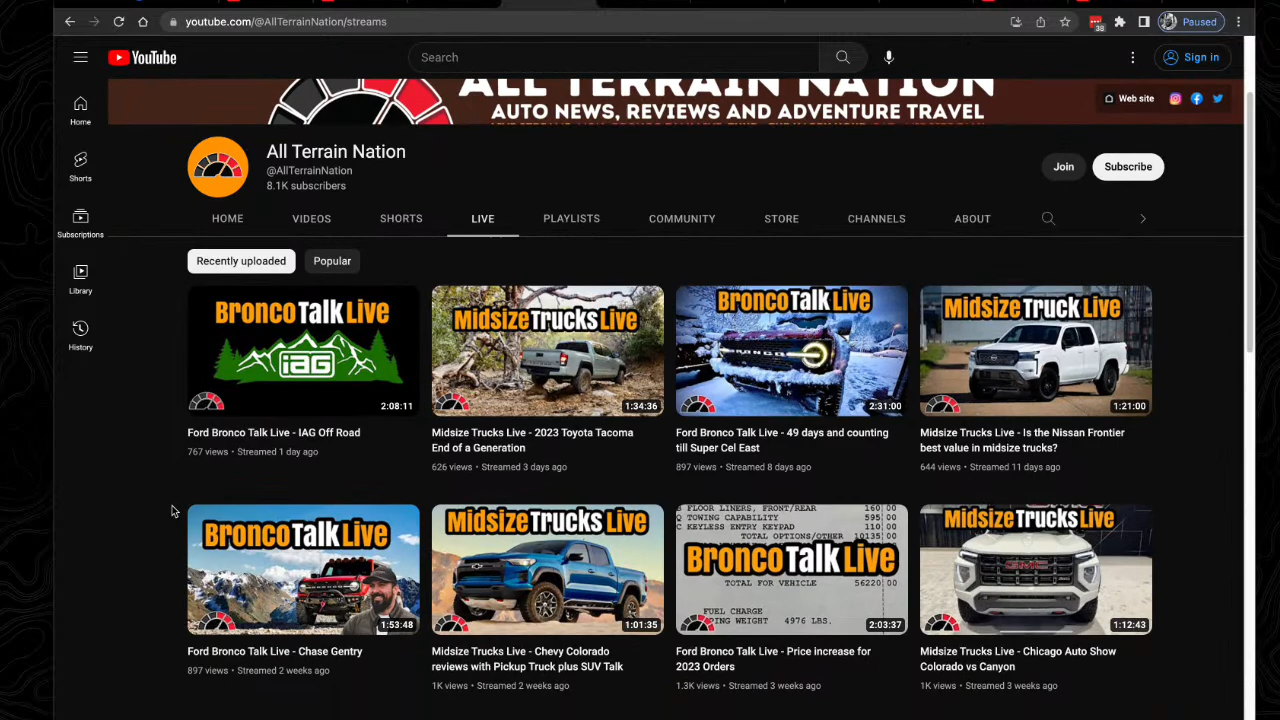 youtube.com/@AllTerrainNation/streams
38
Paused
YouTube
Search
Sign in
ALL TERRAIN NATION
AUTO NEWS, REVIEWS AND ADVENTURE TRAVEL
Web site
Home
Shorts
Subscriptions
Library
History
All Terrain Nation
@AllTerrainNation
8.1K subscribers
Join
Subscribe
HOME
VIDEOS
SHORTS
LIVE
PLAYLISTS
COMMUNITY
STORE
CHANNELS
ABOUT
Recently uploaded
Popular
BroncoTalkLive
iAG
2:08:11
Ford Bronco Talk Live - IAG Off Road
767 views • Streamed 1 day ago
MidsizeTrucksLive
1:34:36
Midsize Trucks Live - 2023 Toyota Tacoma
End of a Generation
626 views • Streamed 3 days ago
BroncoTalkLive
BRONCO
2:31:00
Ford Bronco Talk Live - 49 days and counting
till Super Cel East
897 views • Streamed 8 days ago
MidsizeTruckLive
1:21:00
Midsize Trucks Live - Is the Nissan Frontier
best value in midsize trucks?
644 views • Streamed 11 days ago
BroncoTalkLive
1:53:48
Ford Bronco Talk Live - Chase Gentry
897 views • Streamed 2 weeks ago
MidsizeTrucksLive
1:01:35
Midsize Trucks Live - Chevy Colorado
reviews with Pickup Truck plus SUV Talk
1K views • Streamed 2 weeks ago
S FLOOR LINERS, FRONT/REAR 160 00
Q TOWING CAPABILITY 595 00
C KEYLESS ENTRY KEYPAD 110 00
TOTAL OPTIONS/OTHER 10135 00
BroncoTalkLive
TOTAL FOR VEHICLE 56220 00
FUEL CHARGE
PING WEIGHT 4976 LBS.
2:03:37
Ford Bronco Talk Live - Price increase for
2023 Orders
1.3K views • Streamed 3 weeks ago
MidsizeTrucksLive
GMC
1:12:43
Midsize Trucks Live - Chicago Auto Show
Colorado vs Canyon
1K views • Streamed 3 weeks ago